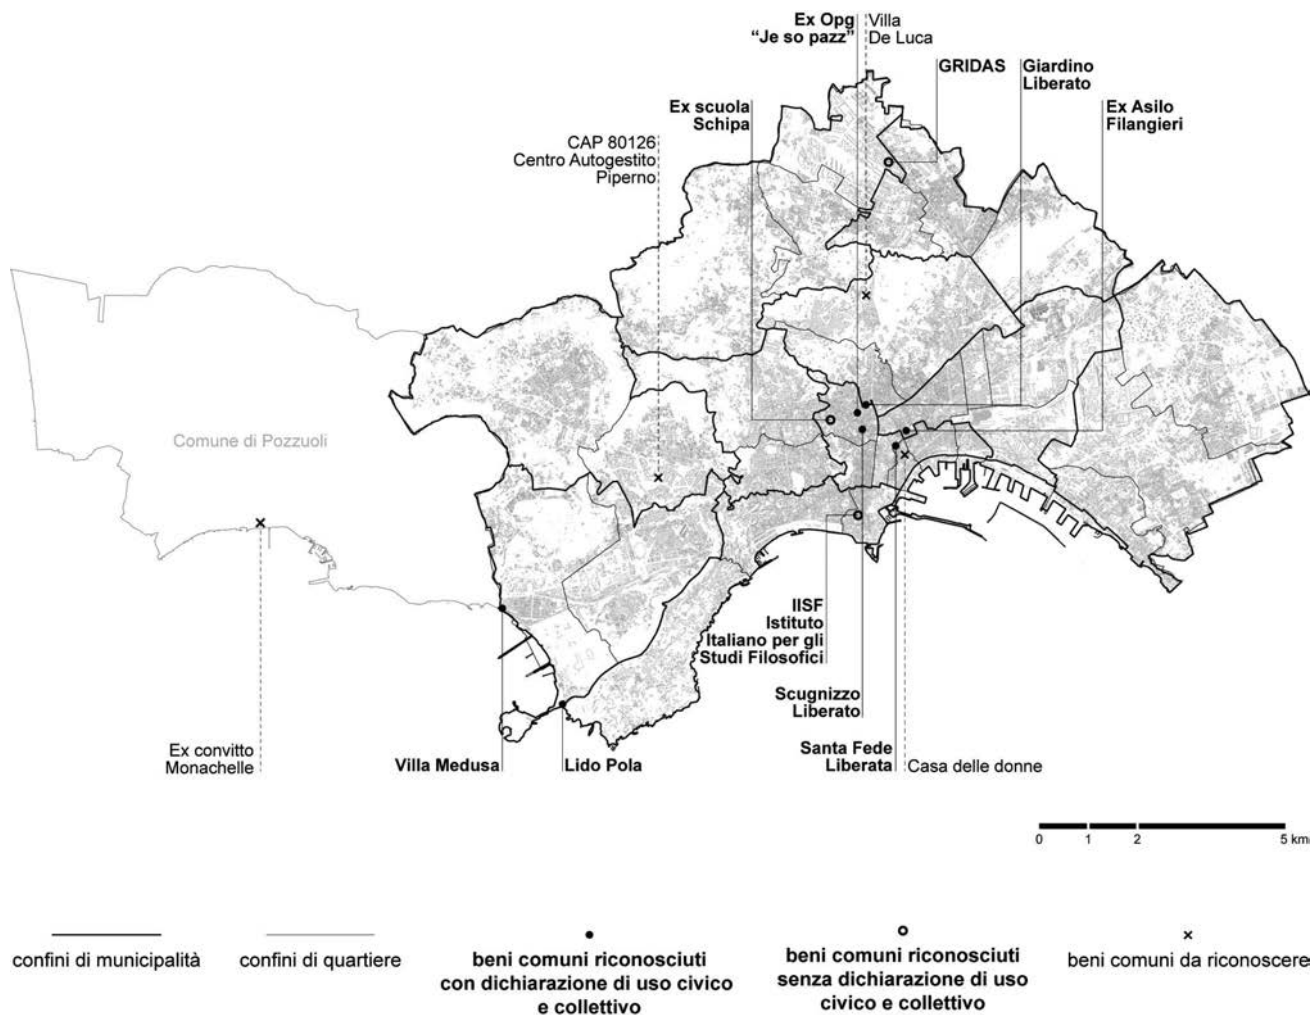 Ex Opg
"Je so pazz"
Villa
De Luca
GRIDAS
Giardino
Liberato
Ex scuola
Schipa
Ex Asilo
Filangieri
CAP 80126
Centro Autogestito
Piperno
Comune di Pozzuoli
IISF
Istituto
Italiano per gli
Studi Filosofici
Scugnizzo
Liberato
Ex convitto
Monachelle
Villa Medusa
Lido Pola
Santa Fede
Liberata
Casa delle donne
0 1 2 5 km
confini di municipalità
confini di quartiere
beni comuni riconosciuti
con dichiarazione di uso civico
e collettivo
beni comuni riconosciuti
senza dichiarazione di uso
civico e collettivo
beni comuni da riconoscere